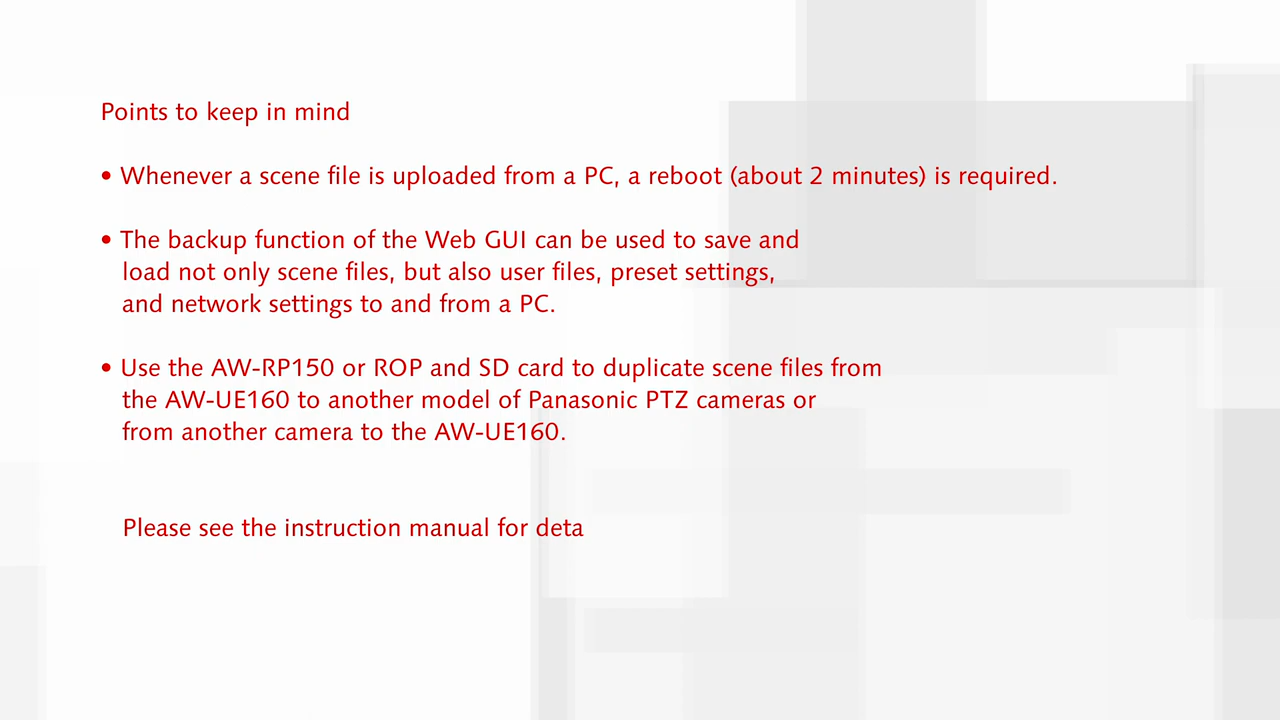 Points to keep in mind
• Whenever a scene file is uploaded from a PC, a reboot (about 2 minutes) is required.
• The backup function of the Web GUI can be used to save and
load not only scene files, but also user files, preset settings,
and network settings to and from a PC.
• Use the AW-RP150 or ROP and SD card to duplicate scene files from
the AW-UE160 to another model of Panasonic PTZ cameras or
from another camera to the AW-UE160.
Please see the instruction manual for deta